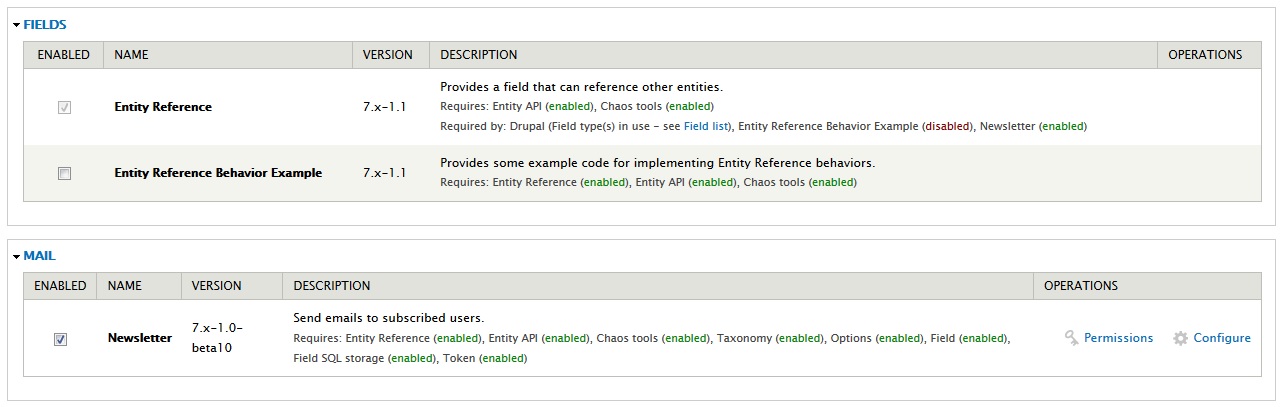 FIELDS
ENABLED NAME VERSION DESCRIPTION OPERATIONS
Provides a field that can reference other entities.
Entity Reference 7.x-1.1 Requires: Entity API (enabled), Chaos tools (enabled)
Required by: Drupal (Field type(s) in use - see Field list), Entity Reference Behavior Example (disabled), Newsletter (enabled)
Provides some example code for implementing Entity Reference behaviors.
Entity Reference Behavior Example 7.x-1.1
Requires: Entity Reference (enabled), Entity API (enabled), Chaos tools (enabled)
MAIL
ENABLED NAME VERSION DESCRIPTION OPERATIONS
Send emails to subscribed users.
Newsletter 7.x-1.0- Requires: Entity Reference (enabled), Entity API (enabled), Chaos tools (enabled), Taxonomy (enabled), Options (enabled), Field (enabled), Permissions Configure
beta10 Field SQL storage (enabled), Token (enabled)